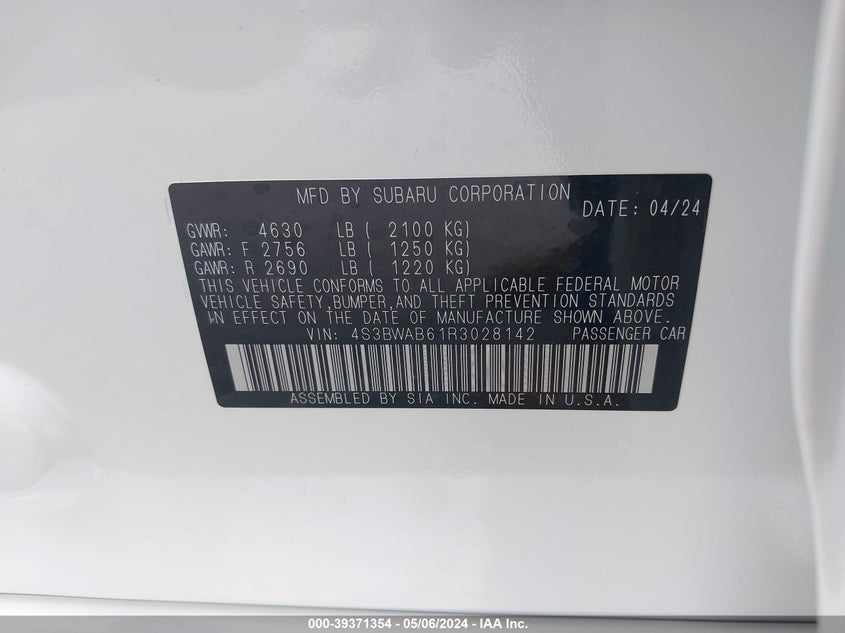 MFD BY SUBARU CORPORATION
DATE: 04/24
GVWR: 4630 LB ( 2100 KG)
GAWR: F 2756 LB ( 1250 KG)
GAWR: R 2690 LB ( 1220 KG)
THIS VEHICLE CONFORMS TO ALL APPLICABLE FEDERAL MOTOR
VEHICLE SAFETY,BUMPER,AND THEFT PREVENTION STANDARDS
IN EFFECT ON THE DATE OF MANUFACTURE SHOWN ABOVE.
VIN: 4S3BWAB61R3028142 PASSENGER CAR
ASSEMBLED BY SIA INC. MADE IN U.S.A.
000-39371354 - 05/06/2024 - IAA Inc.